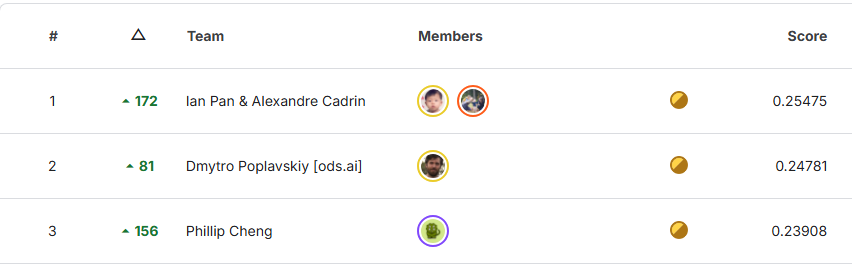 # △ Team Members Score
1 172 Ian Pan & Alexandre Cadrin 0.25475
2 81 Dmytro Poplavskiy [ods.ai] 0.24781
3 156 Phillip Cheng 0.23908